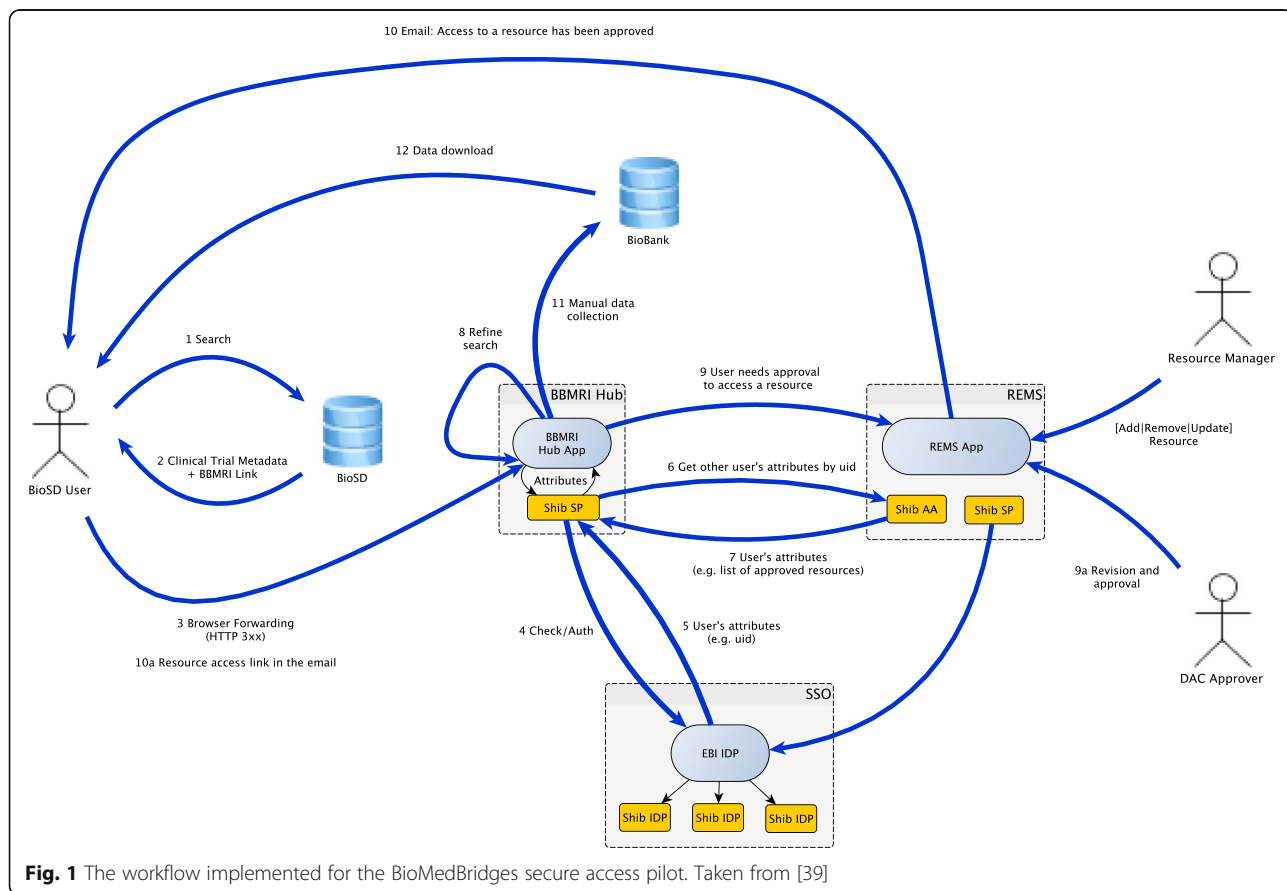 10 Email: Access to a resource has been approved
12 Data download
BioBank
11 Manual data
collection
8 Refine
search
1 Search
Resource Manager
9 User needs approval
to access a resource
BBMRI Hub
REMS
BBMRI
Hub App
REMS App
[Add|Remove|Update]
Resource
2 Clinical Trial Metadata
+ BBMRI Link
BioSD
BioSD User
Attributes
6 Get other user's attributes by uid
Shib SP
Shib AA
Shib SP
7 User's attributes
(e.g. list of approved resources)
9a Revision and
approval
3 Browser Forwarding
(HTTP 3xx)
4 Check/Auth
5 User's attributes
(e.g. uid)
10a Resource access link in the email
DAC Approver
SSO
EBI IDP
Shib IDP
Shib IDP
Shib IDP
Fig. 1 The workflow implemented for the BioMedBridges secure access pilot. Taken from [39]